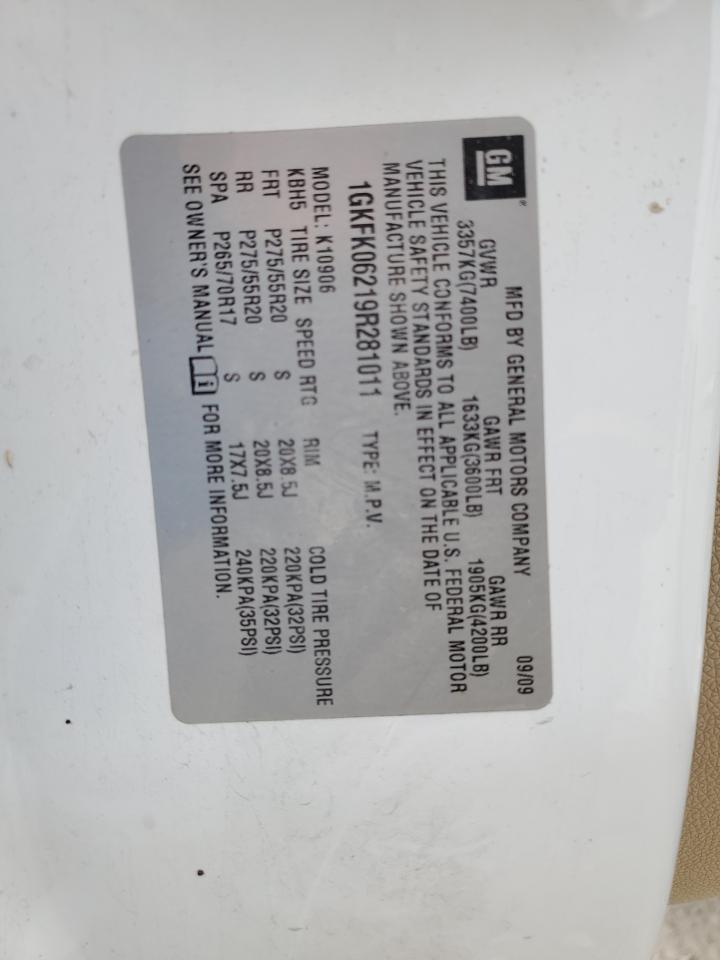 GM
MFD BY GENERAL MOTORS COMPANY 09/09
GVWR GAWR FRT GAWR RR
3357KG(7400LB) 1633KG(3600LB) 1905KG(4200LB)
THIS VEHICLE CONFORMS TO ALL APPLICABLE U.S. FEDERAL MOTOR
VEHICLE SAFETY STANDARDS IN EFFECT ON THE DATE OF
MANUFACTURE SHOWN ABOVE.
1GKFK06219R281011 TYPE: M.P.V.
MODEL: K10906
KBH5 TIRE SIZE SPEED RTG RIM COLD TIRE PRESSURE
FRT P275/55R20 S 20X8.5J 220KPA(32PSI)
RR P275/55R20 S 20X8.5J 220KPA(32PSI)
SPA P265/70R17 S 17X7.5J 240KPA(35PSI)
SEE OWNER'S MANUAL FOR MORE INFORMATION.